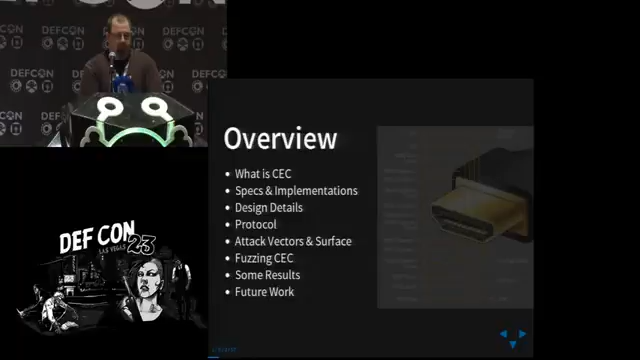 DEFCON
DEFCON
DEFCON
DEFCON
Overview
What is CEC
Specs & Implementations
Design Details
Protocol
Attack Vectors & Surface
Fuzzing CEC
Some Results
Future Work
DEF CON
LAS VEGAS 23